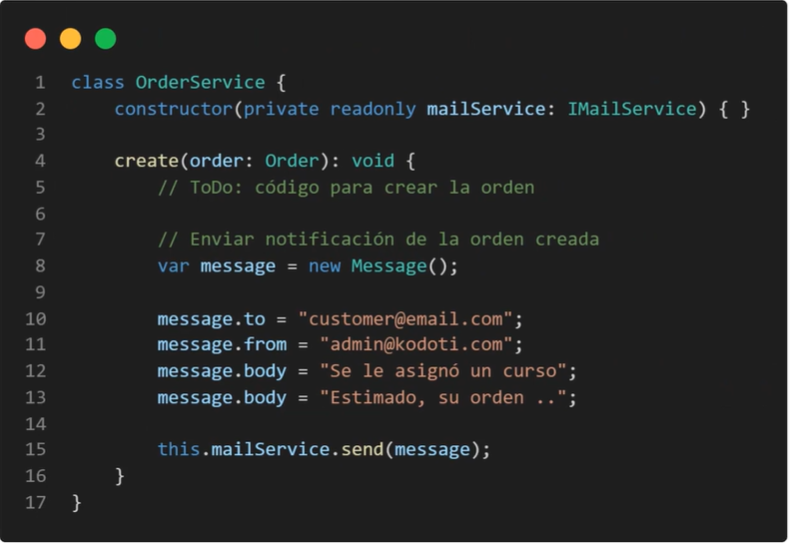 1 class OrderService {
2 constructor(private readonly mailService: IMailService) { }
3
4 create(order: Order): void {
5 // ToDo: código para crear la orden
6
7 // Enviar notificación de la orden creada
8 var message = new Message();
9
10 message.to = "customer@email.com";
11 message.from = "admin@kodoti.com";
12 message.body = "Se le asignó un curso";
13 message.body = "Estimado, su orden ..";
14
15 this.mailService.send(message);
16 }
17 }